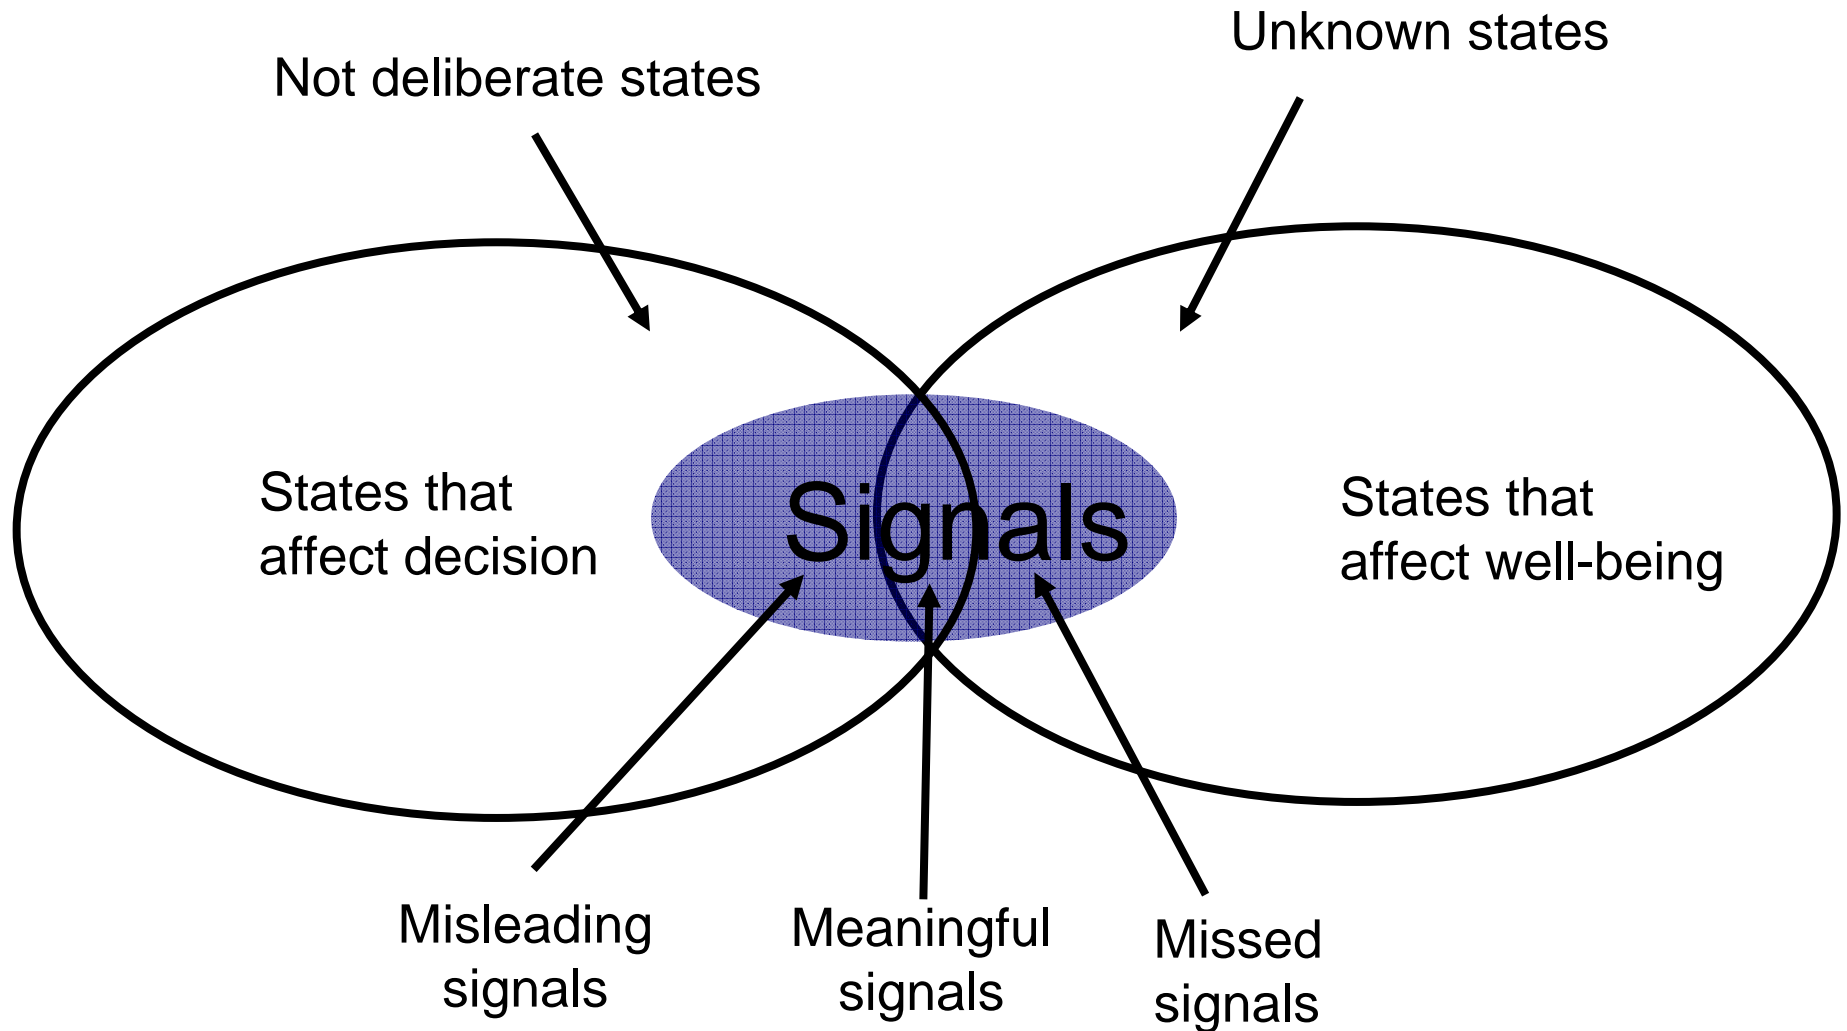 Unknown states
Not deliberate states
States that
affect decision
Signals
States that
affect well-being
Misleading
signals
Meaningful
signals
Missed
signals